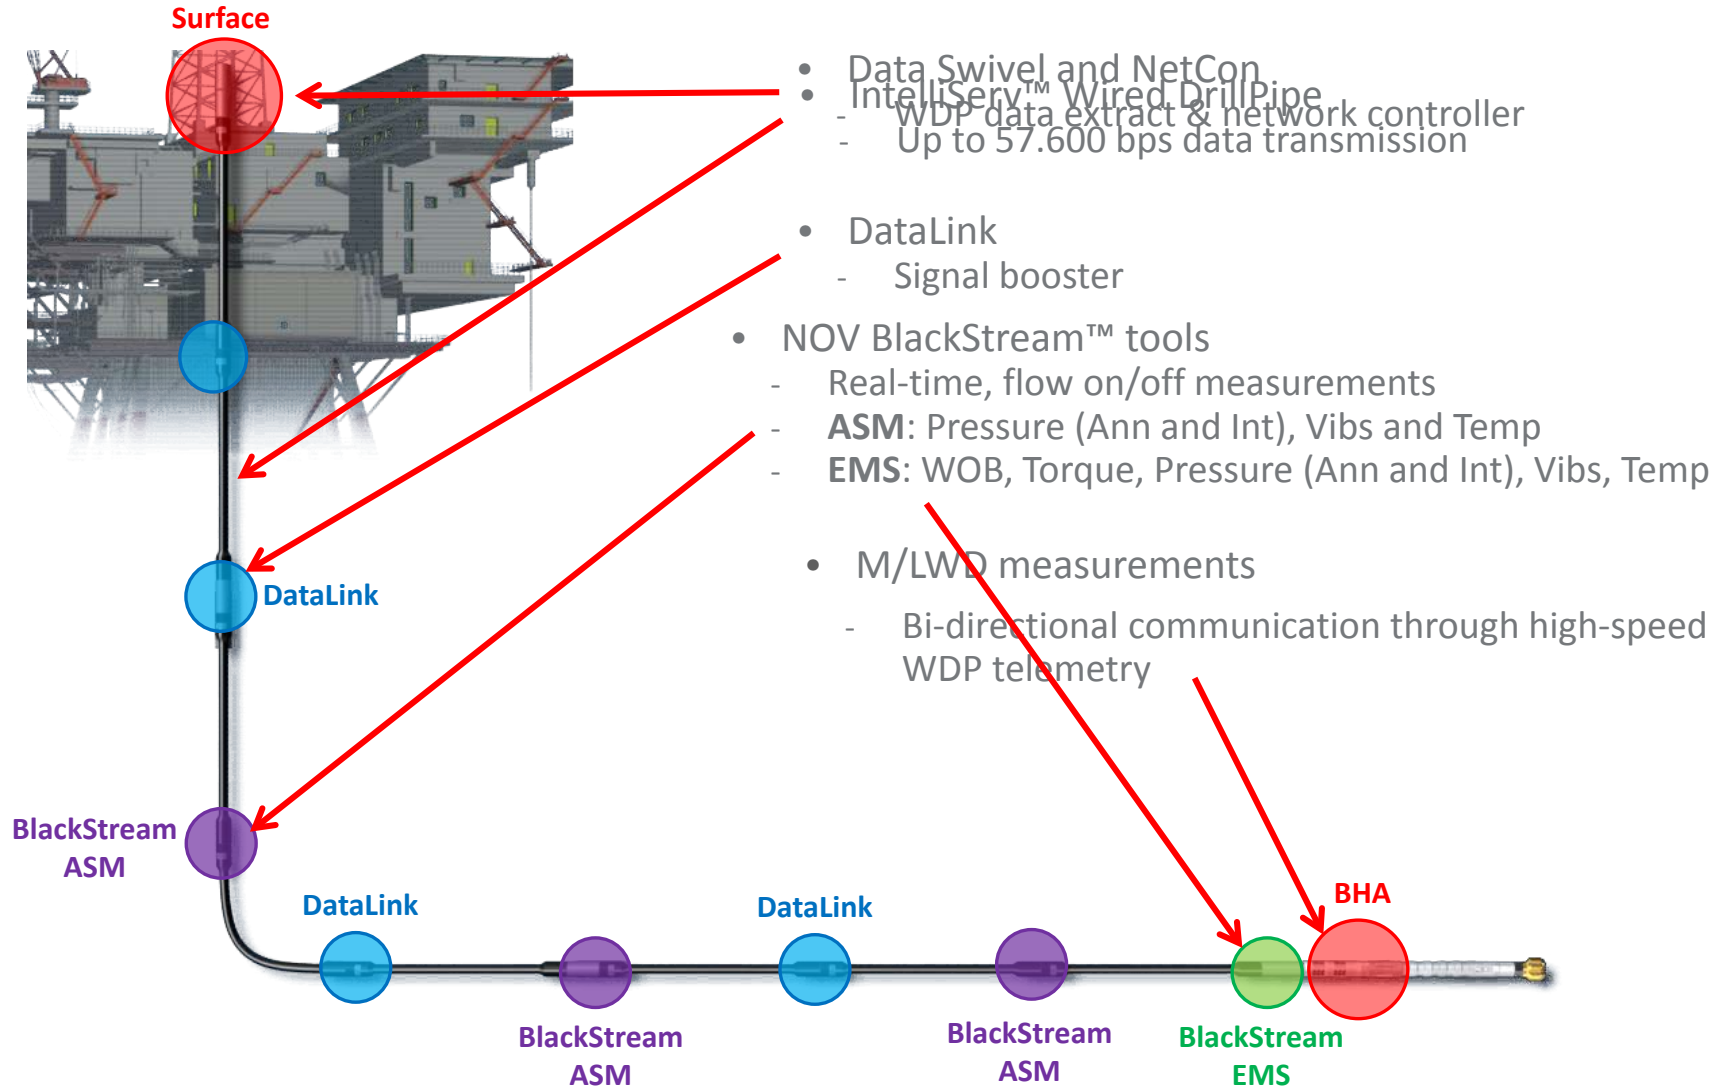 Surface
• Data Swivel and NetCon
- WDP data extract & network controller
• IntelliServ™ Wired DrillPipe
- Up to 57.600 bps data transmission
• DataLink
- Signal booster
• NOV BlackStream™ tools
- Real-time, flow on/off measurements
- ASM: Pressure (Ann and Int), Vibs and Temp
- EMS: WOB, Torque, Pressure (Ann and Int), Vibs, Temp
• M/LWD measurements
- Bi-directional communication through high-speed
WDP telemetry
DataLink
BlackStream
ASM
DataLink
DataLink
BHA
BlackStream
ASM
BlackStream
ASM
BlackStream
EMS